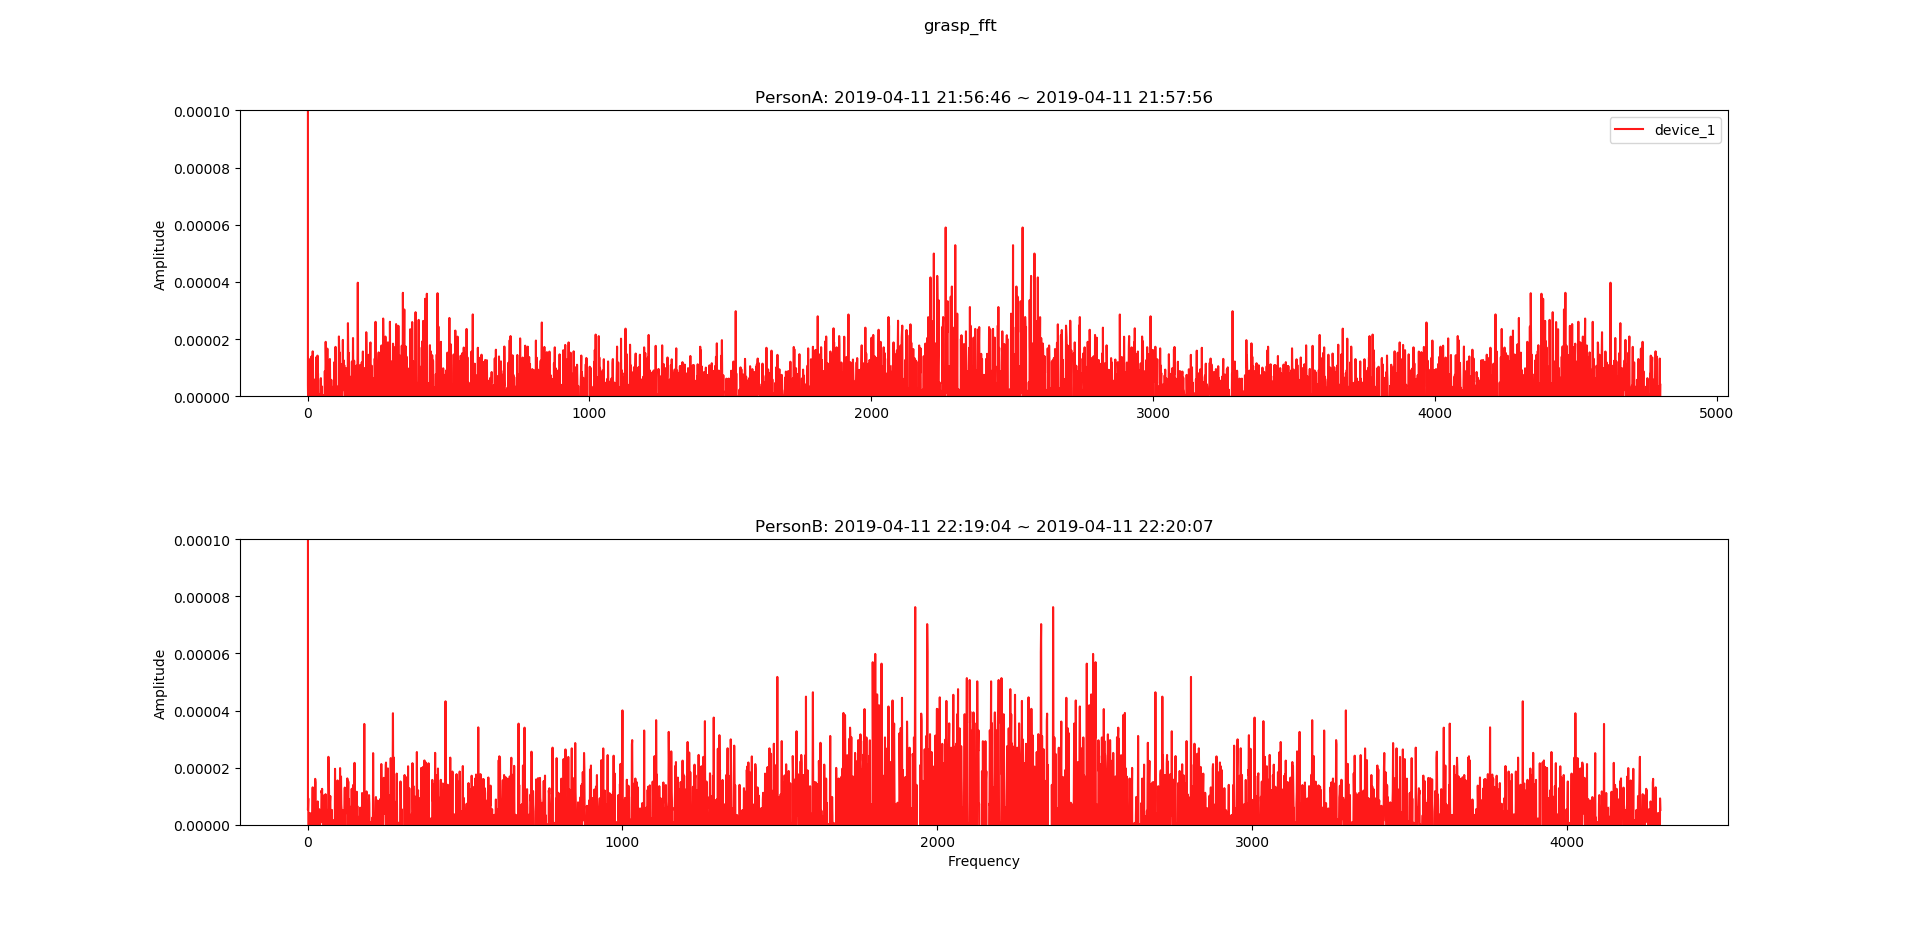 grasp_fft
PersonA: 2019-04-11 21:56:46 ~ 2019-04-11 21:57:56
0.00010
0.00008
0.00006
0.00004
0.00002
0.00000
Amplitude
device_1
0 1000 2000 3000 4000 5000
PersonB: 2019-04-11 22:19:04 ~ 2019-04-11 22:20:07
0.00010
0.00008
0.00006
0.00004
0.00002
0.00000
Amplitude
0 1000 2000 3000 4000
Frequency